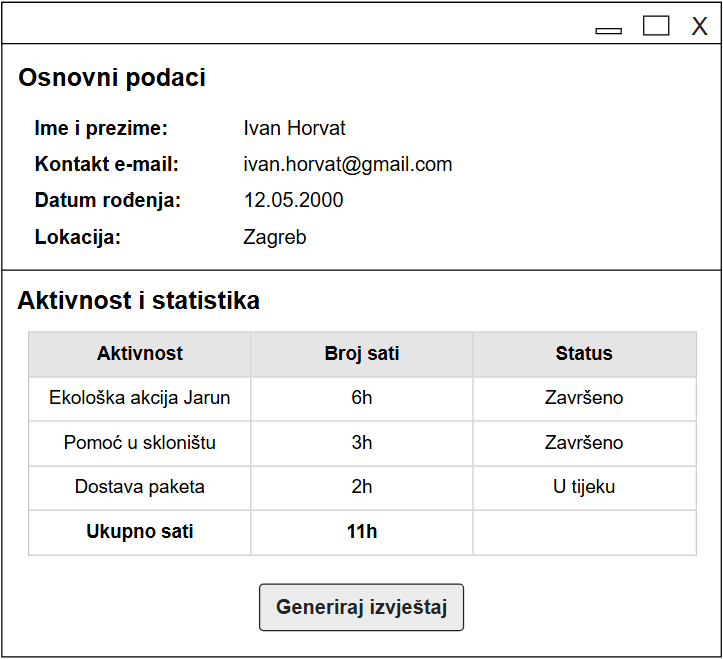 X
Osnovni podaci
Ime i prezime: Ivan Horvat
Kontakt e-mail: ivan.horvat@gmail.com
Datum rođenja: 12.05.2000
Lokacija: Zagreb
Aktivnost i statistika
Aktivnost Broj sati Status
Ekološka akcija Jarun 6h Završeno
Pomoć u skloništu 3h Završeno
Dostava paketa 2h U tijeku
Ukupno sati 11h
Generiraj izvještaj